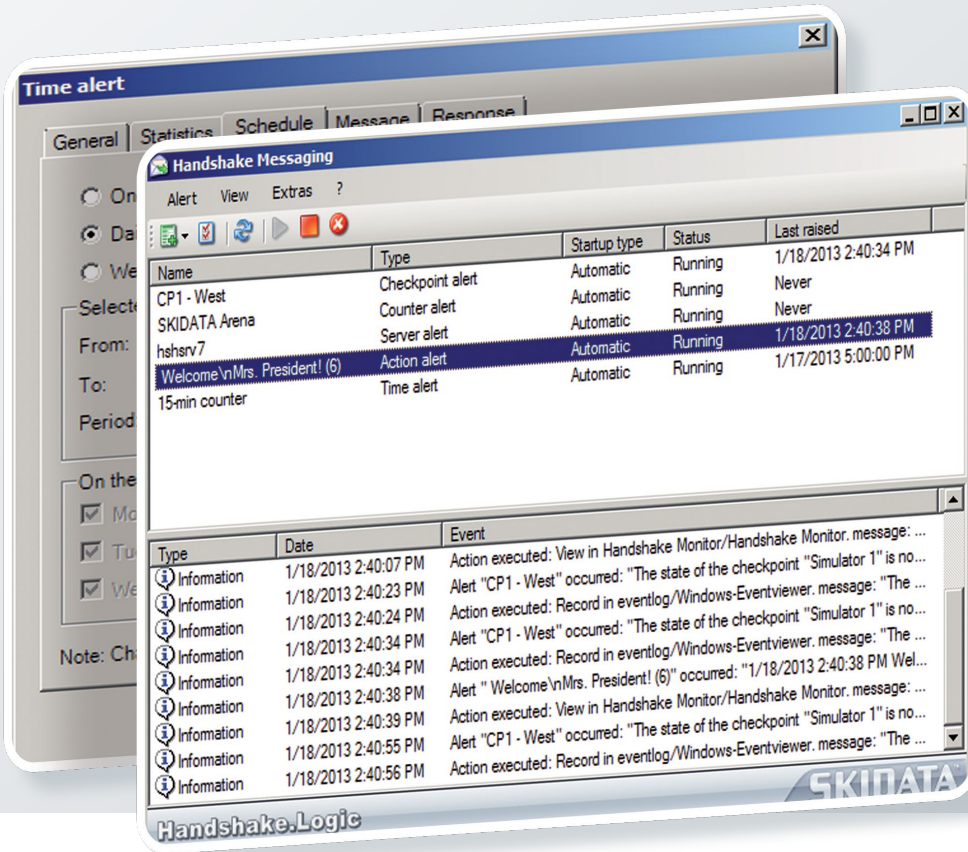 Time alert
General Statistics Schedule Message Response
On
Da
We
Selecte
From:
To:
Period:
On the
Mo
Tu
We
Note: Cha
Handshake Messaging
Alert View Extras ?
Name Type Startup type Status Last raised
CP1 - West Checkpoint alert Automatic Running 1/18/2013 2:40:34 PM
SKIDATA Arena Counter alert Automatic Running Never
hshsrv7 Server alert Automatic Running Never
Welcome\nMrs. President! (6) Action alert Automatic Running 1/18/2013 2:40:38 PM
15-min counter Time alert Automatic Running 1/17/2013 5:00:00 PM
Type Date Event
Information 1/18/2013 2:40:07 PM Action executed: View in Handshake Monitor/Handshake Monitor. message: ...
Information 1/18/2013 2:40:23 PM Alert "CP1 - West" occurred: "The state of the checkpoint "Simulator 1" is no...
Information 1/18/2013 2:40:24 PM Action executed: Record in eventlog/Windows-Eventviewer. message: "The ...
Information 1/18/2013 2:40:34 PM Alert "CP1 - West" occurred: "The state of the checkpoint "Simulator 1" is no...
Information 1/18/2013 2:40:34 PM Action executed: Record in eventlog/Windows-Eventviewer. message: "The ...
Information 1/18/2013 2:40:38 PM Alert " Welcome\nMrs. President! (6)" occurred: "1/18/2013 2:40:38 PM Wel...
Information 1/18/2013 2:40:39 PM Action executed: View in Handshake Monitor/Handshake Monitor. message: ...
Information 1/18/2013 2:40:55 PM Alert "CP1 - West" occurred: "The state of the checkpoint "Simulator 1" is no...
Information 1/18/2013 2:40:56 PM Action executed: Record in eventlog/Windows-Eventviewer. message: "The ...
Handshake.Logic SKIDATA